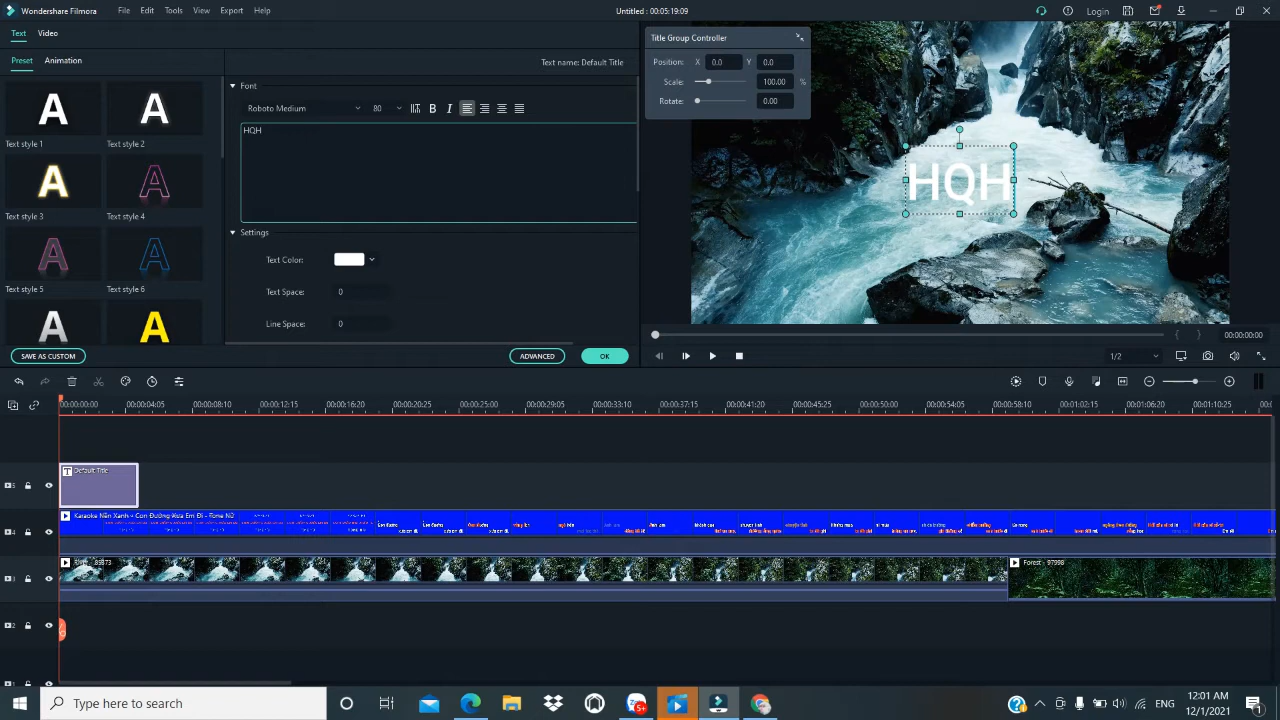 Wondershare Filmora File Edit Tools View Export Help Untitled : 00:05:19:09 Login
Text Video
Preset Animation
Text name: Default Title
Text style 1
Text style 2
Text style 3
Text style 4
Text style 5
Text style 6
Font
Roboto Medium 80 B I
HQH
Settings
Text Color:
Text Space: 0
Line Space: 0
SAVE AS CUSTOM ADVANCED OK
Title Group Controller
Position: X 0.0 Y 0.0
Scale: 100.00 %
Rotate: 0.00
HQH
00:00:00:00
1/2
00:00:00:00 00:00:04:05 00:00:08:10 00:00:12:15 00:00:16:20 00:00:20:25 00:00:25:00 00:00:29:05 00:00:33:10 00:00:37:15 00:00:41:20 00:00:45:25 00:00:50:00 00:00:54:05 00:00:58:10 00:01:02:15 00:01:06:20 00:01:10:25
Default Title
Karaoke Nền Xanh - Con Đường Xưa Em Đi - Tone Nữ
Forest - 97998
Type here to search
5+
ENG
12:01 AM
12/1/2021
1